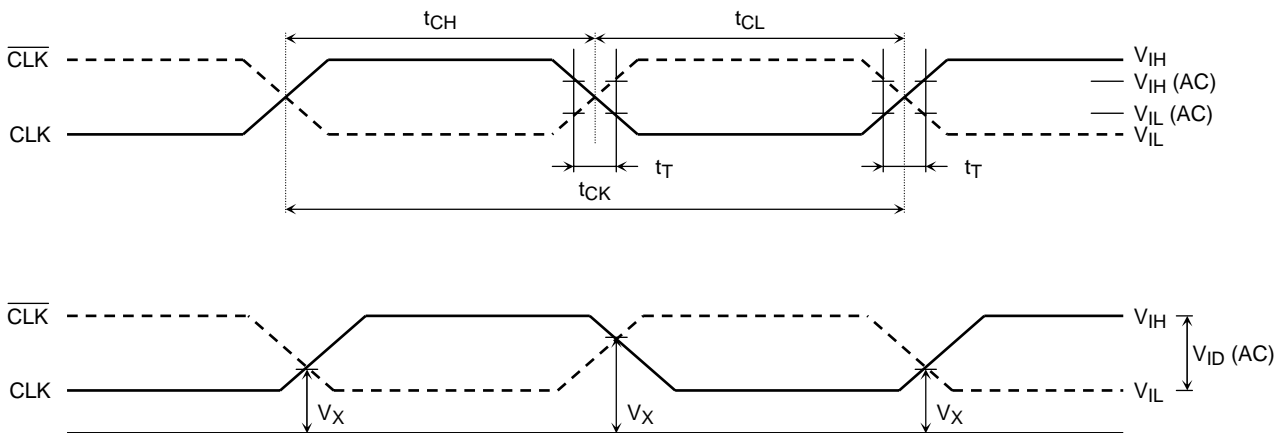 tCH tCL
CLK VIH
VIH (AC)
VIL (AC)
CLK VIL
tT tT
tCK
CLK VIH
VID (AC)
CLK VIL
VX VX VX